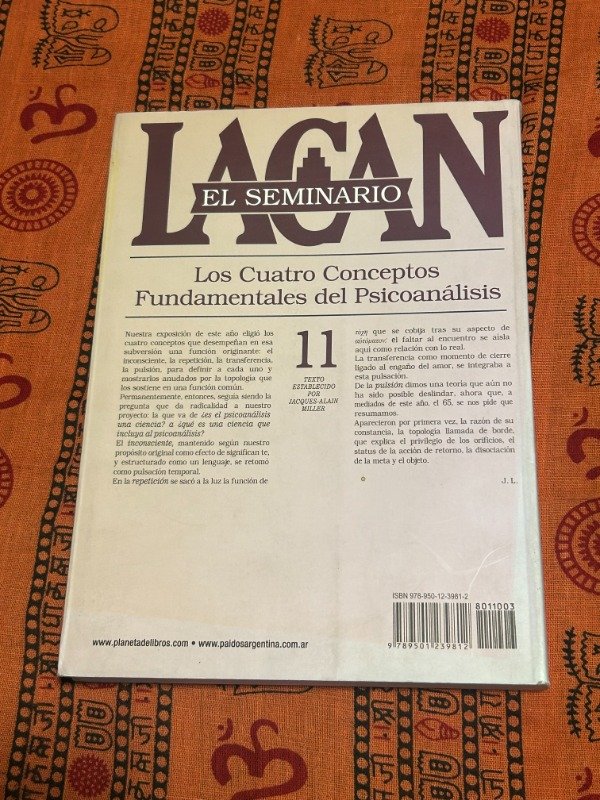 LACAN
EL SEMINARIO
Los Cuatro Conceptos
Fundamentales del Psicoanálisis
Nuestra exposición de este año eligió los
cuatro conceptos que desempeñan en esa
subversión una función originante: el
inconsciente, la repetición, la transferencia,
la pulsión, para definir a cada uno y
mostrarlos anudados por la topología que
los sostiene en una función común.
Permanentemente, entonces, seguía siendo la
pregunta que da radicalidad a nuestro
proyecto: la que va de ¿es el psicoanálisis
una ciencia? a ¿qué es una ciencia que
incluya al psicoanálisis?
El inconsciente, mantenido según nuestro
propósito original como efecto de significan te,
y estructurado como un lenguaje, se retomó
como pulsación temporal.
En la repetición se sacó a la luz la función de
11
TEXTO
ESTABLECIDO
POR
JACQUES-ALAIN
MILLER
que se cobija tras su aspecto de
el faltar al encuentro se aísla
aquí como relación con lo real.
La transferencia como momento de cierre
ligado al engaño del amor, se integraba a
esta pulsación.
De la pulsión dimos una teoría que aún no
ha sido posible deslindar, ahora que, a
mediados de este año, el 65, se nos pide que
resumamos.
Aparecieron por primera vez, la razón de su
constancia, la topología llamada de borde,
que explica el privilegio de los orificios, el
status de la acción de retorno, la disociación
de la meta y el objeto.
J. L.
ISBN 978-950-12-3981-2
8011003
9 789501 239812
www.planetadelibros.com • www.paidosargentina.com.ar